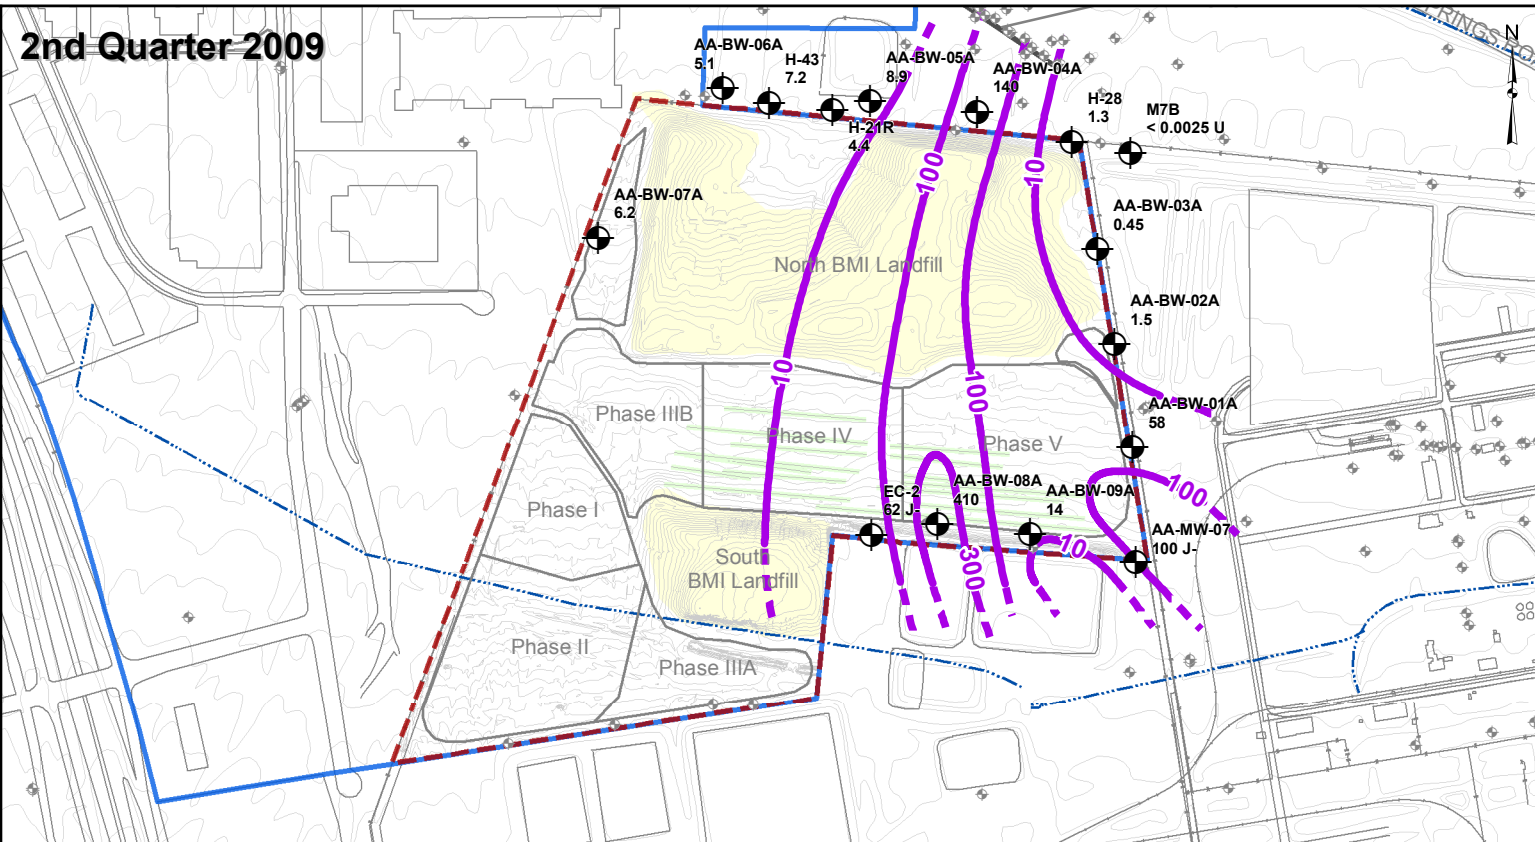 2nd Quarter 2009
RINGS RO
N
AA-BW-06A
5.1
H-43
7.2
AA-BW-05A
8.9
AA-BW-04A
140
H-28
1.3
M7B
< 0.0025 U
H-21R
4.4
100
10
AA-BW-07A
6.2
AA-BW-03A
0.45
North BMI Landfill
AA-BW-02A
1.5
10
100
Phase IIIB
Phase IV
Phase V
AA-BW-01A
58
EC-2
62 J-
AA-BW-08A
410
AA-BW-09A
14
100
Phase I
AA-MW-07
100 J-
10
300
South
BMI Landfill
Phase II
Phase IIIA